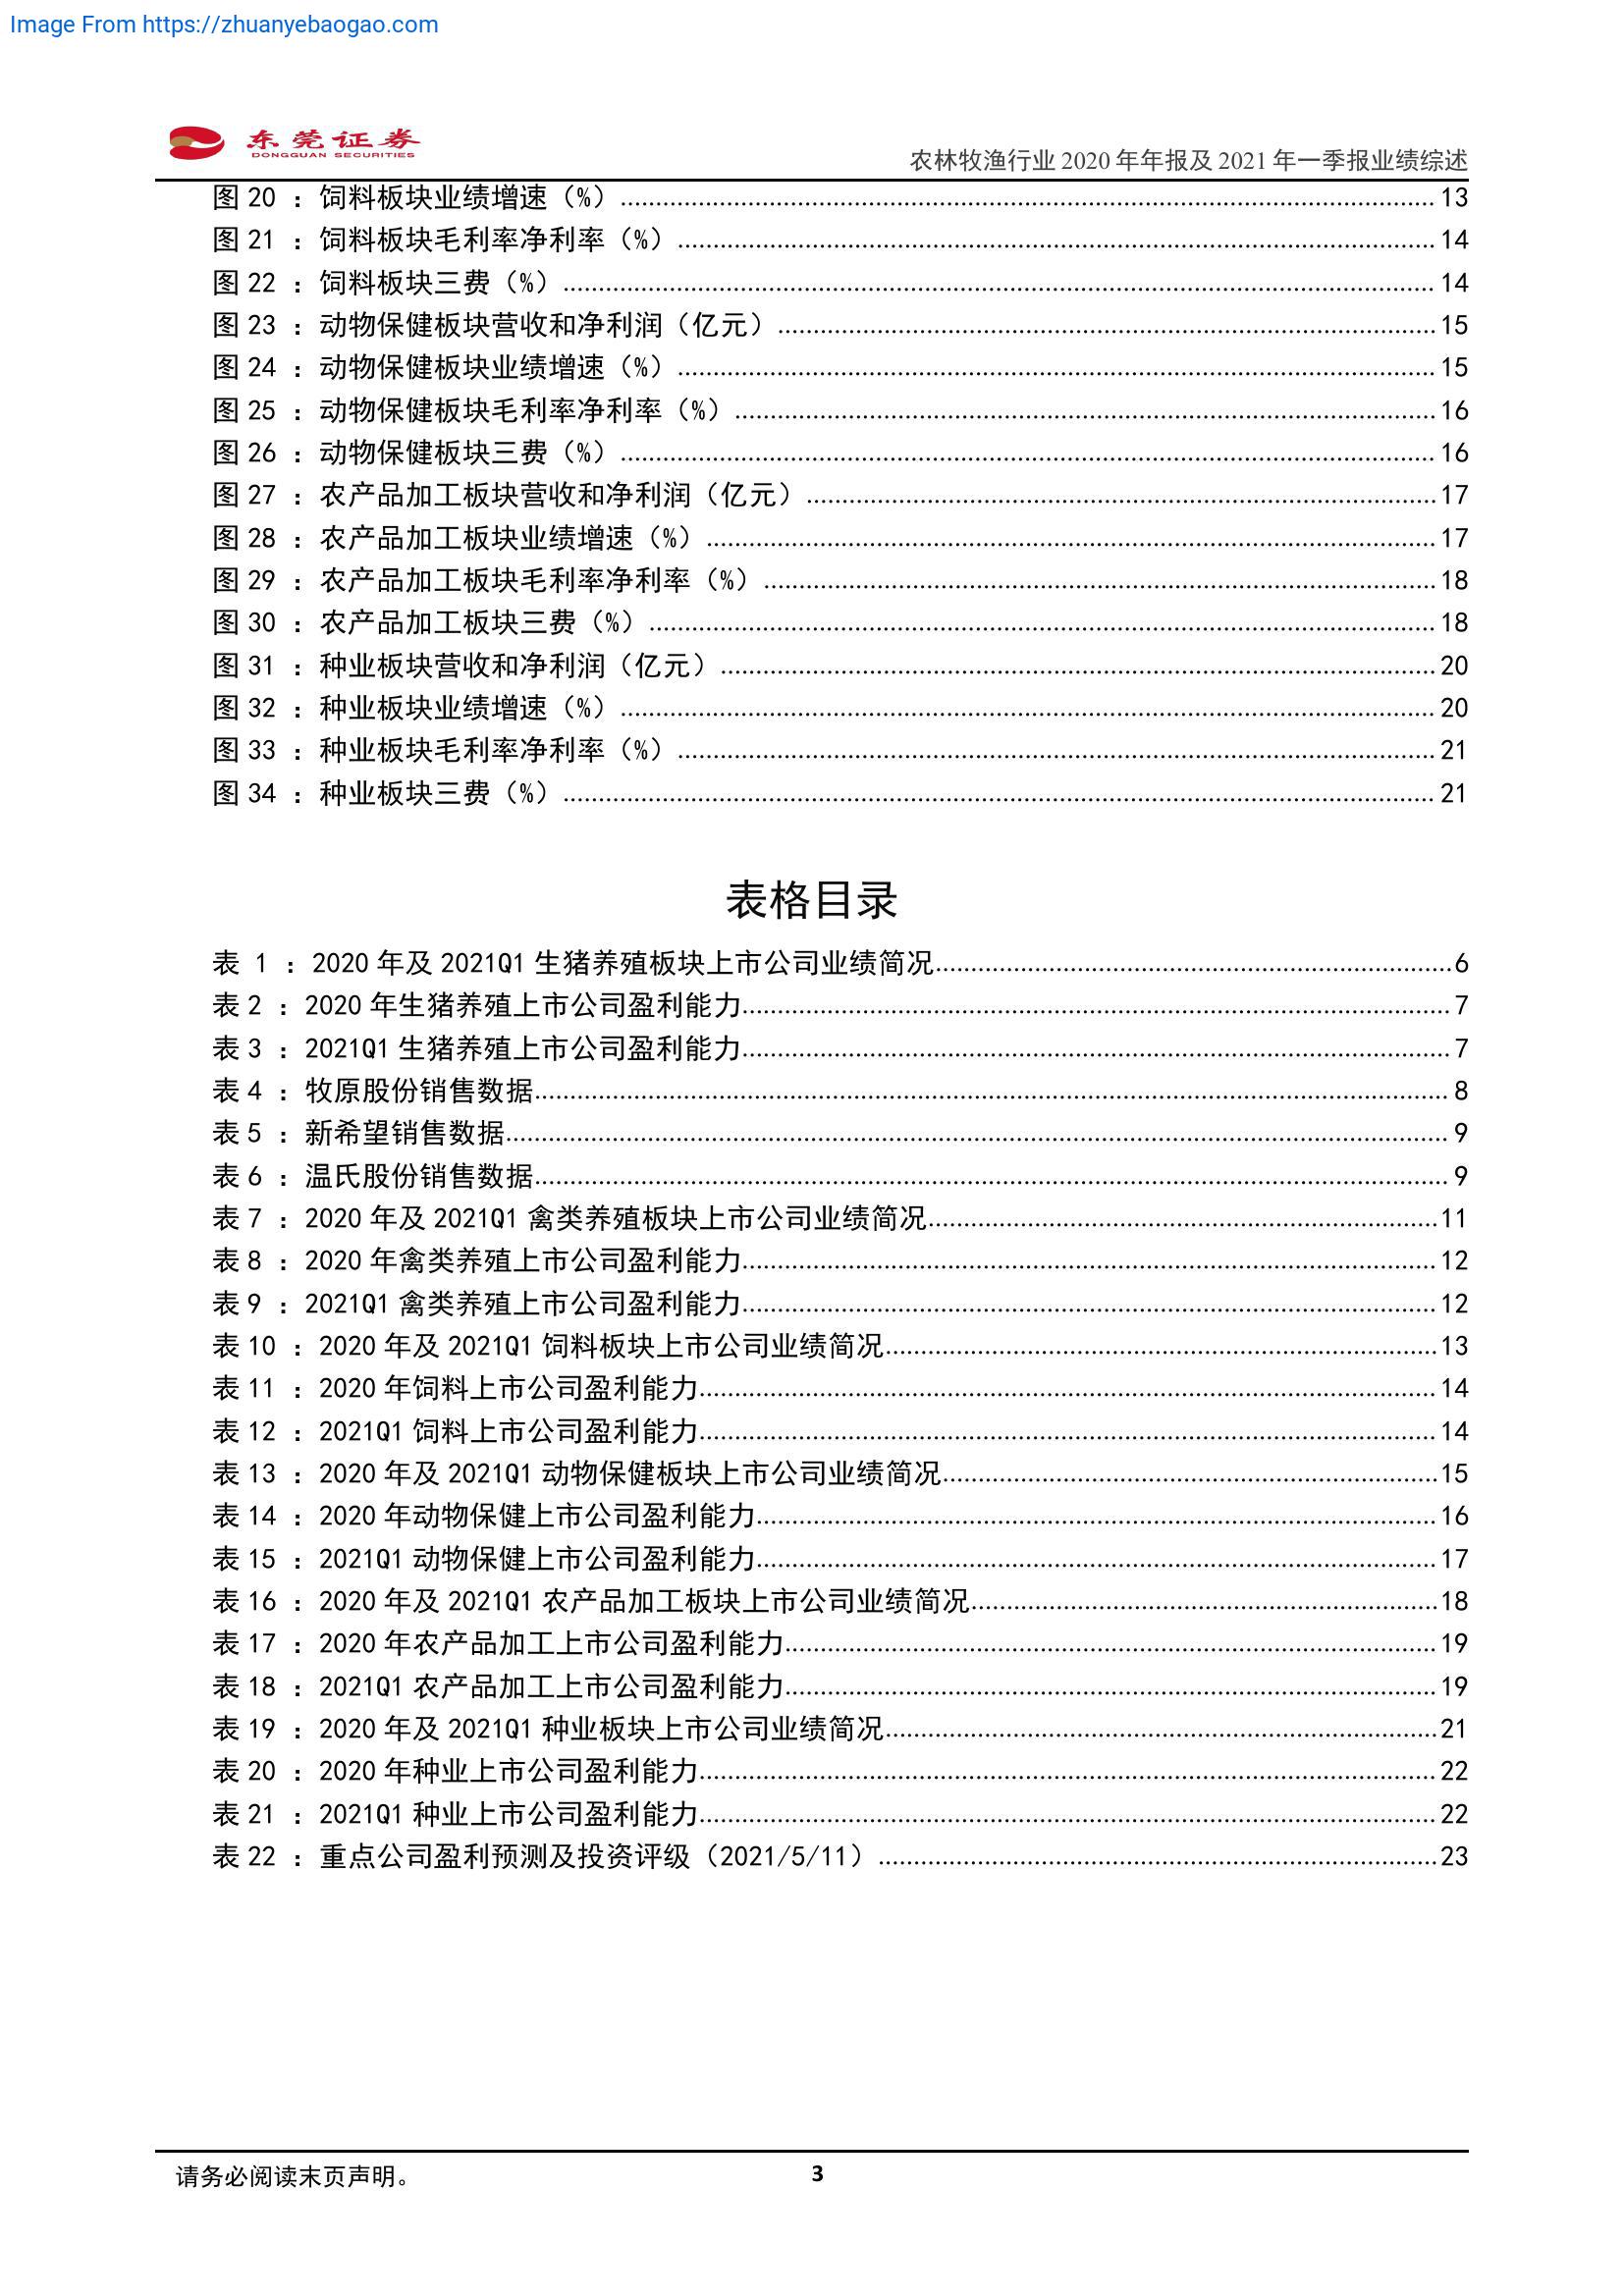 Image From https://zhuanyebaogao.com
东莞证券
DONGGUAN SECURITIES
农林牧渔行业 2020 年年报及 2021 年一季报业绩综述
图 20 ：饲料板块业绩增速（%）13
图 21 ：饲料板块毛利率净利率（%）14
图 22 ：饲料板块三费（%）14
图 23 ：动物保健板块营收和净利润（亿元）15
图 24 ：动物保健板块业绩增速（%）15
图 25 ：动物保健板块毛利率净利率（%）16
图 26 ：动物保健板块三费（%）16
图 27 ：农产品加工板块营收和净利润（亿元）17
图 28 ：农产品加工板块业绩增速（%）17
图 29 ：农产品加工板块毛利率净利率（%）18
图 30 ：农产品加工板块三费（%）18
图 31 ：种业板块营收和净利润（亿元）20
图 32 ：种业板块业绩增速（%）20
图 33 ：种业板块毛利率净利率（%）21
图 34 ：种业板块三费（%）21
表格目录
表 1 ：2020 年及 2021Q1 生猪养殖板块上市公司业绩简况 6
表 2 ：2020 年生猪养殖上市公司盈利能力 7
表 3 ：2021Q1 生猪养殖上市公司盈利能力 7
表 4 ：牧原股份销售数据 8
表 5 ：新希望销售数据 9
表 6 ：温氏股份销售数据 9
表 7 ：2020 年及 2021Q1 禽类养殖板块上市公司业绩简况 11
表 8 ：2020 年禽类养殖上市公司盈利能力 12
表 9 ：2021Q1 禽类养殖上市公司盈利能力 12
表 10 ：2020 年及 2021Q1 饲料板块上市公司业绩简况 13
表 11 ：2020 年饲料上市公司盈利能力 14
表 12 ：2021Q1 饲料上市公司盈利能力 14
表 13 ：2020 年及 2021Q1 动物保健板块上市公司业绩简况 15
表 14 ：2020 年动物保健上市公司盈利能力 16
表 15 ：2021Q1 动物保健上市公司盈利能力 17
表 16 ：2020 年及 2021Q1 农产品加工板块上市公司业绩简况 18
表 17 ：2020 年农产品加工上市公司盈利能力 19
表 18 ：2021Q1 农产品加工上市公司盈利能力 19
表 19 ：2020 年及 2021Q1 种业板块上市公司业绩简况 21
表 20 ：2020 年种业上市公司盈利能力 22
表 21 ：2021Q1 种业上市公司盈利能力 22
表 22 ：重点公司盈利预测及投资评级（2021/5/11）23
请务必阅读末页声明。
3